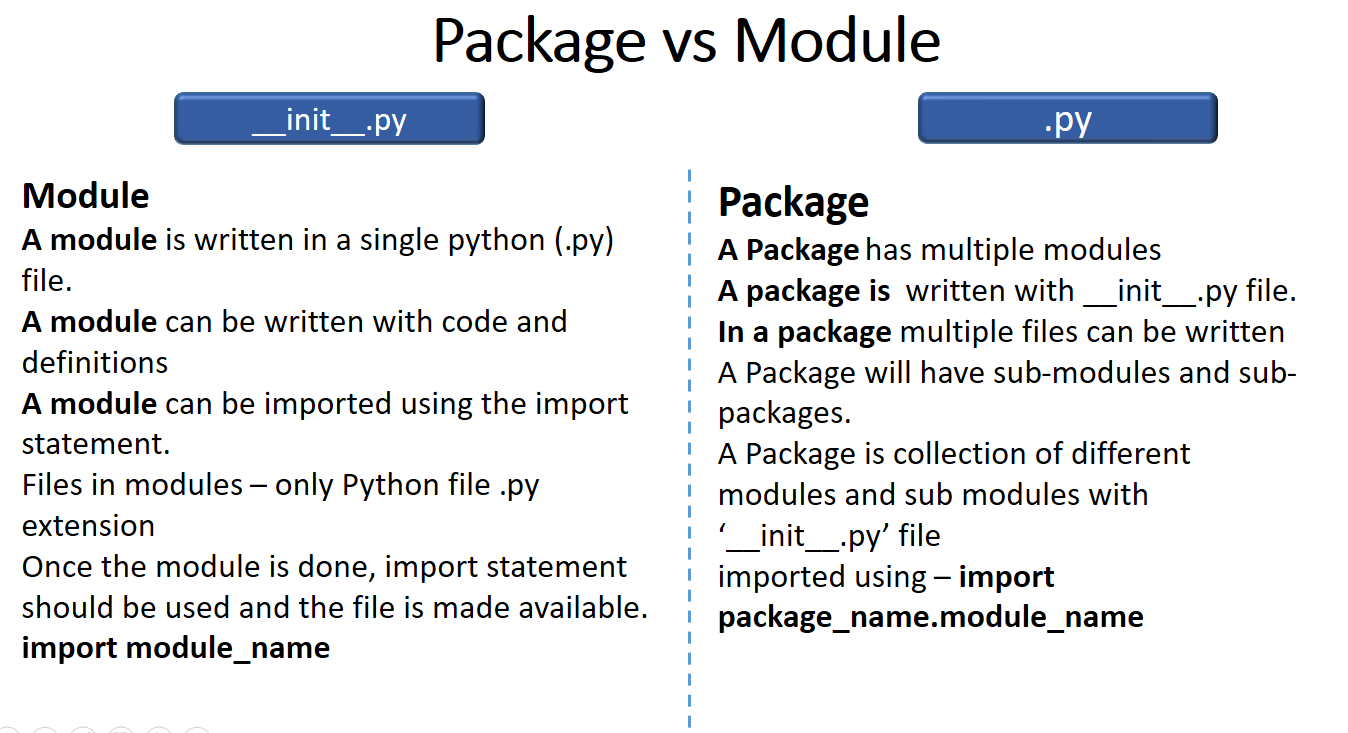 Package vs Module
__init__.py
.py
Module
A module is written in a single python (.py)
file.
A module can be written with code and
definitions
A module can be imported using the import
statement.
Files in modules – only Python file .py
extension
Once the module is done, import statement
should be used and the file is made available.
import module_name
Package
A Package has multiple modules
A package is written with __init__.py file.
In a package multiple files can be written
A Package will have sub-modules and sub-
packages.
A Package is collection of different
modules and sub modules with
‘__init__.py’ file
imported using – import
package_name.module_name